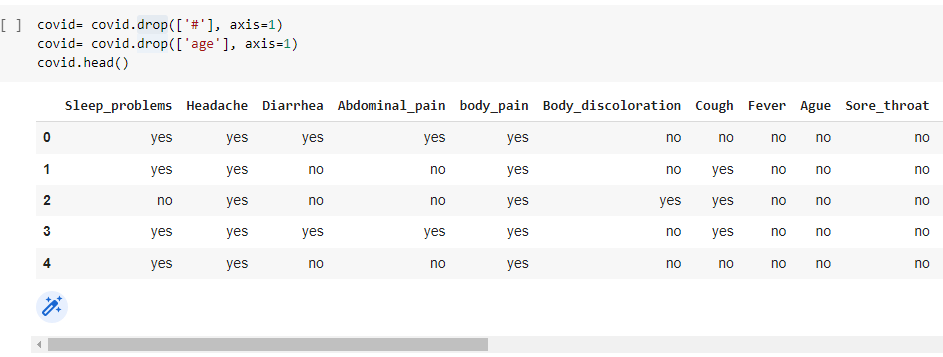 [ ] covid= covid.drop(['#'], axis=1)
covid= covid.drop(['age'], axis=1)
covid.head()
Sleep_problems Headache Diarrhea Abdominal_pain body_pain Body_discoloration Cough Fever Ague Sore_throat
0 yes yes yes yes yes no no no no no
1 yes yes no no yes no yes no no no
2 no yes no no yes yes yes no no no
3 yes yes yes yes yes no yes no no no
4 yes yes no no yes no no no no no